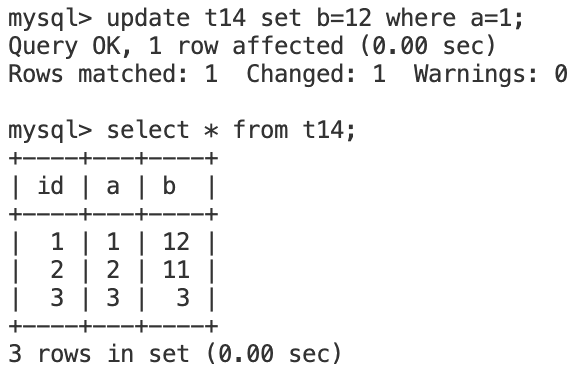 mysql> update t14 set b=12 where a=1;
Query OK, 1 row affected (0.00 sec)
Rows matched: 1  Changed: 1  Warnings: 0

mysql> select * from t14;
+----+---+----+
| id | a | b  |
+----+---+----+
|  1 | 1 | 12 |
|  2 | 2 | 11 |
|  3 | 3 |  3 |
+----+---+----+
3 rows in set (0.00 sec)